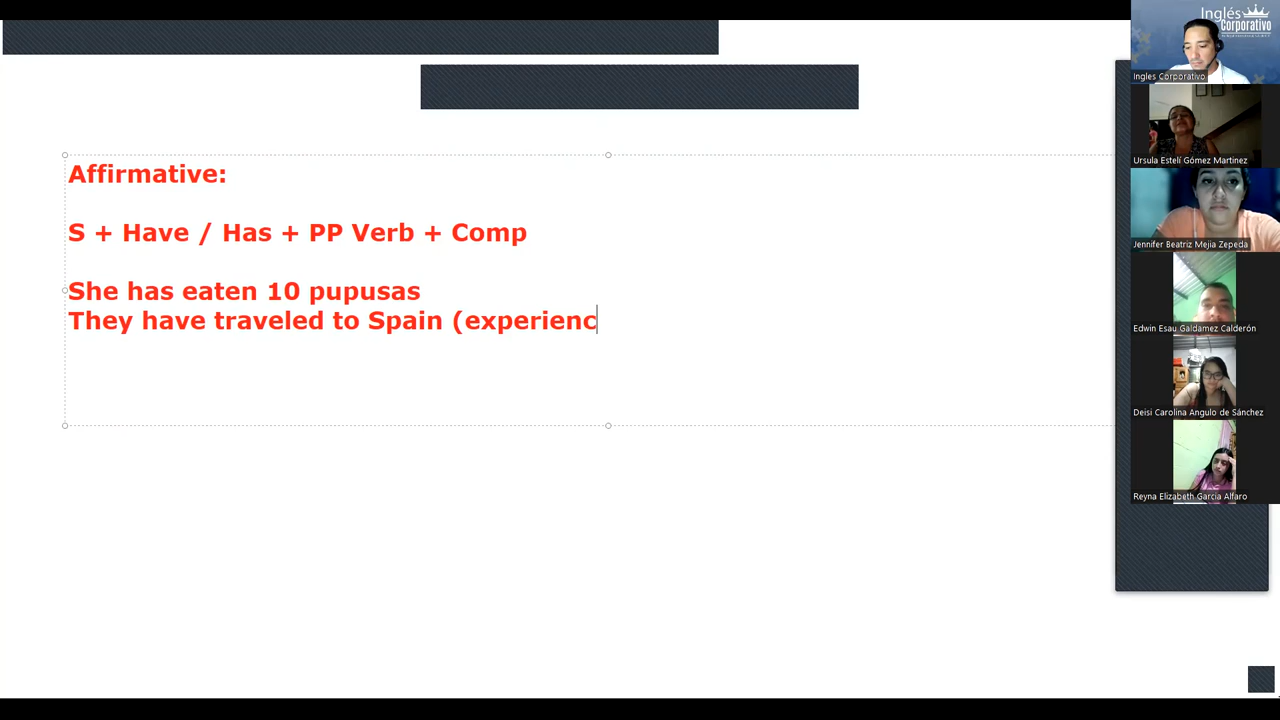 Affirmative:
S + Have / Has + PP Verb + Comp
She has eaten 10 pupusas
They have traveled to Spain (experienc
Inglés
Corporativo
Ingles Corporativo
Ursula Estelí Gómez Martinez
Jennifer Beatriz Mejia Zepeda
Edwin Esau Galdamez Calderón
Deisi Carolina Angulo de Sánchez
Reyna Elizabeth Garcia Alfaro